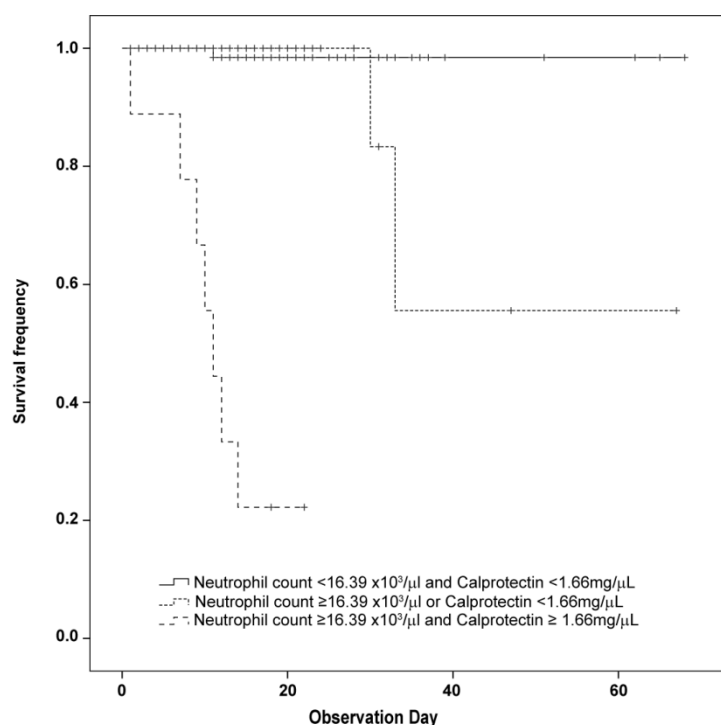 1.0
0.8
0.6
0.4
0.2
0.0
Survival frequency
Neutrophil count <16.39 x10³/µl and Calprotectin <1.66mg/µL
Neutrophil count ≥16.39 x10³/µl or Calprotectin <1.66mg/µL
Neutrophil count ≥16.39 x10³/µl and Calprotectin ≥ 1.66mg/µL
0 20 40 60
Observation Day